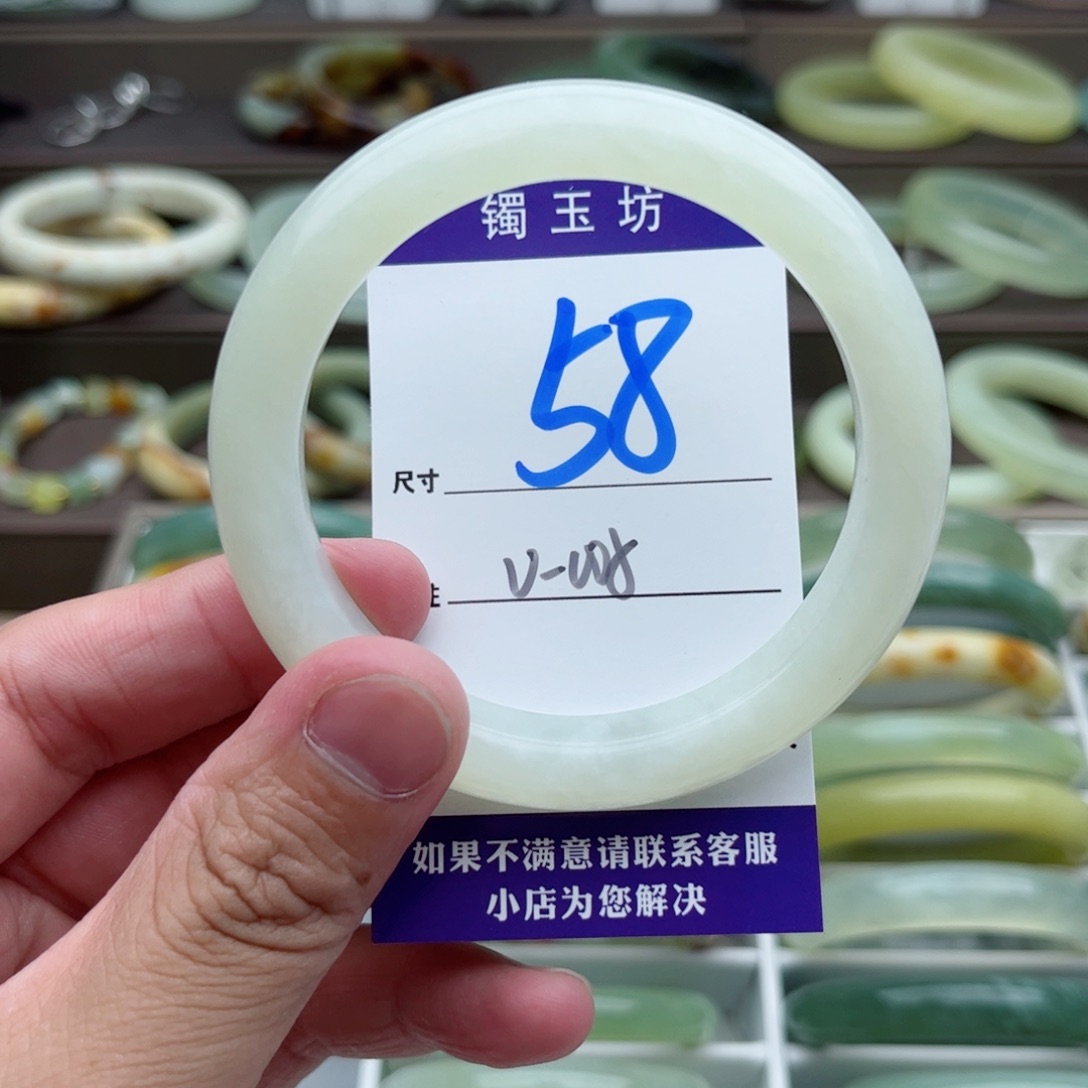 镯玉坊
58
尺寸
如果不满意请联系客服
小店为您解决